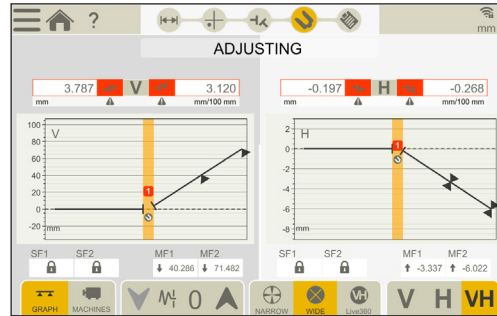 ?
mm
ADJUSTING
3.787 V 3.120
mm mm/100 mm
-0.197 H -0.268
mm mm/100 mm
V
100
80
60
40
20
0
-20
mm
1
H
2
0
-2
-4
-6
-8
mm
1
SF1 SF2 MF1 MF2
40.286 71.482
SF1 SF2 MF1 MF2
-3.337 -6.022
0
V H VH
GRAPH MACHINES NARROW WIDE Live360